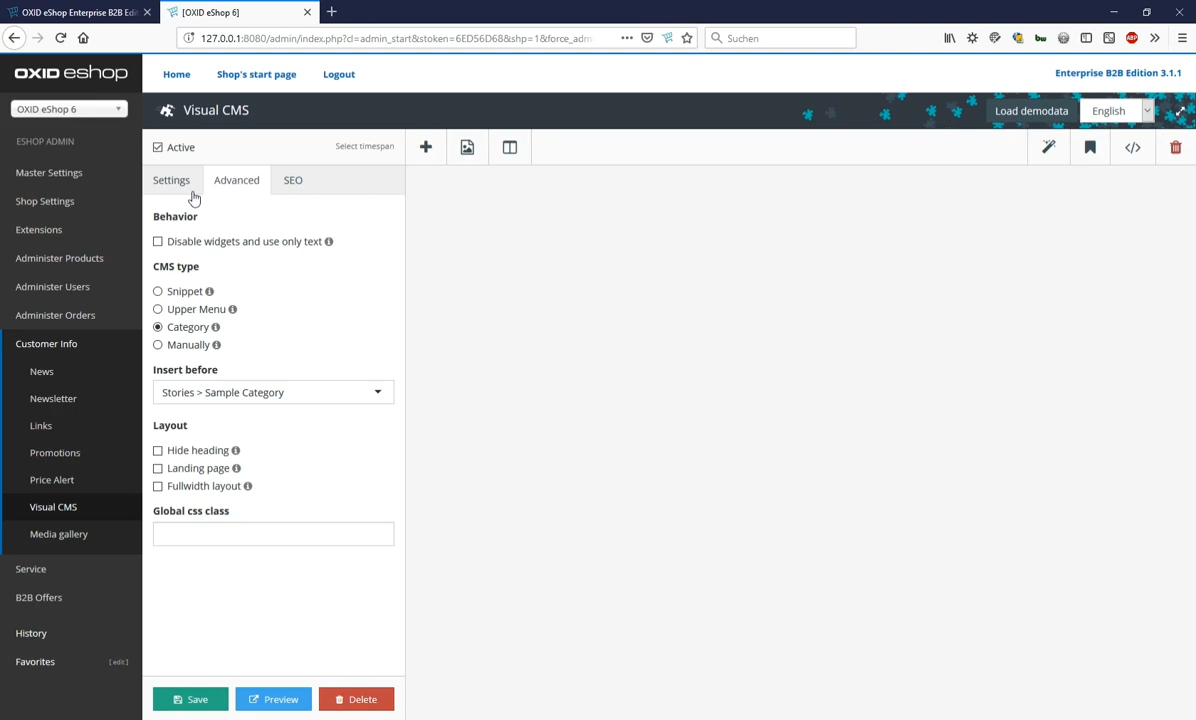 OXID eShop Enterprise B2B Edi
[OXID eShop 6]
127.0.0.1:8080/admin/index.php?cl=admin_start&stoken=6ED56D68&shp=1&force_adm
Suchen
OXID eshop
Home
Shop's start page
Logout
Enterprise B2B Edition 3.1.1
OXID eShop 6
Visual CMS
Load demodata
English
ESHOP ADMIN
Active
Select timespan
Master Settings
Settings
Advanced
SEO
Shop Settings
Behavior
Extensions
Disable widgets and use only text
Administer Products
CMS type
Administer Users
Snippet
Upper Menu
Administer Orders
Category
Customer Info
Manually
News
Insert before
Newsletter
Stories > Sample Category
Links
Layout
Promotions
Hide heading
Price Alert
Landing page
Fullwidth layout
Visual CMS
Global css class
Media gallery
Service
B2B Offers
History
Favorites
[ edit ]
Save
Preview
Delete